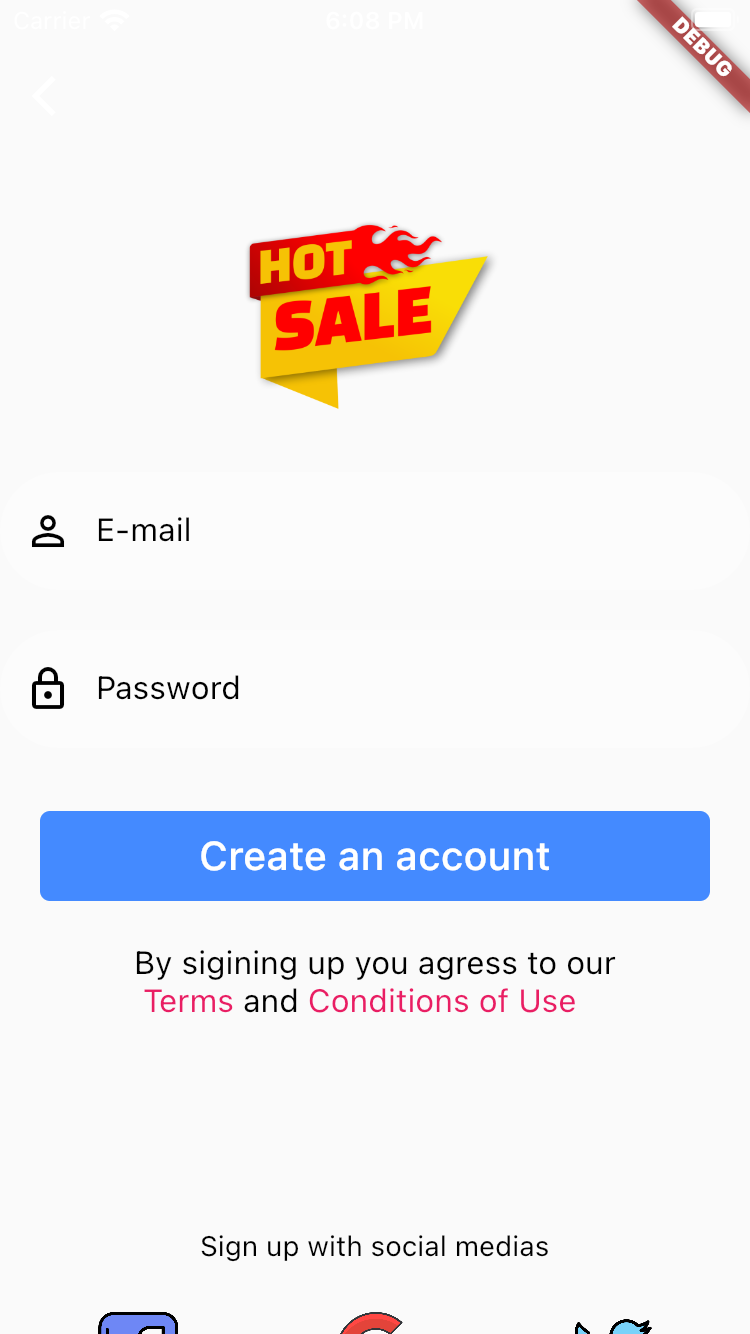 Carrier 6:08 PM
DEBUG
HOT
SALE
E-mail
Password
Create an account
By sigining up you agress to our
Terms and Conditions of Use
Sign up with social medias